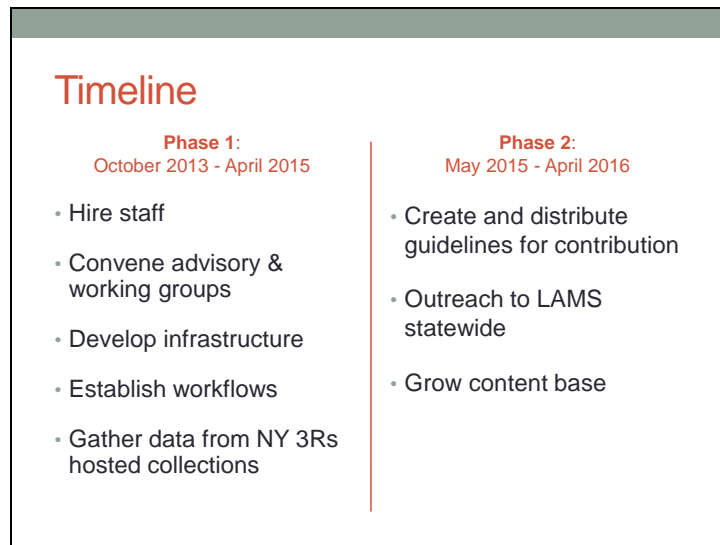 Timeline
Phase 1:
October 2013 - April 2015
• Hire staff
• Convene advisory &
working groups
• Develop infrastructure
• Establish workflows
• Gather data from NY 3Rs
hosted collections
Phase 2:
May 2015 - April 2016
• Create and distribute
guidelines for contribution
• Outreach to LAMS
statewide
• Grow content base